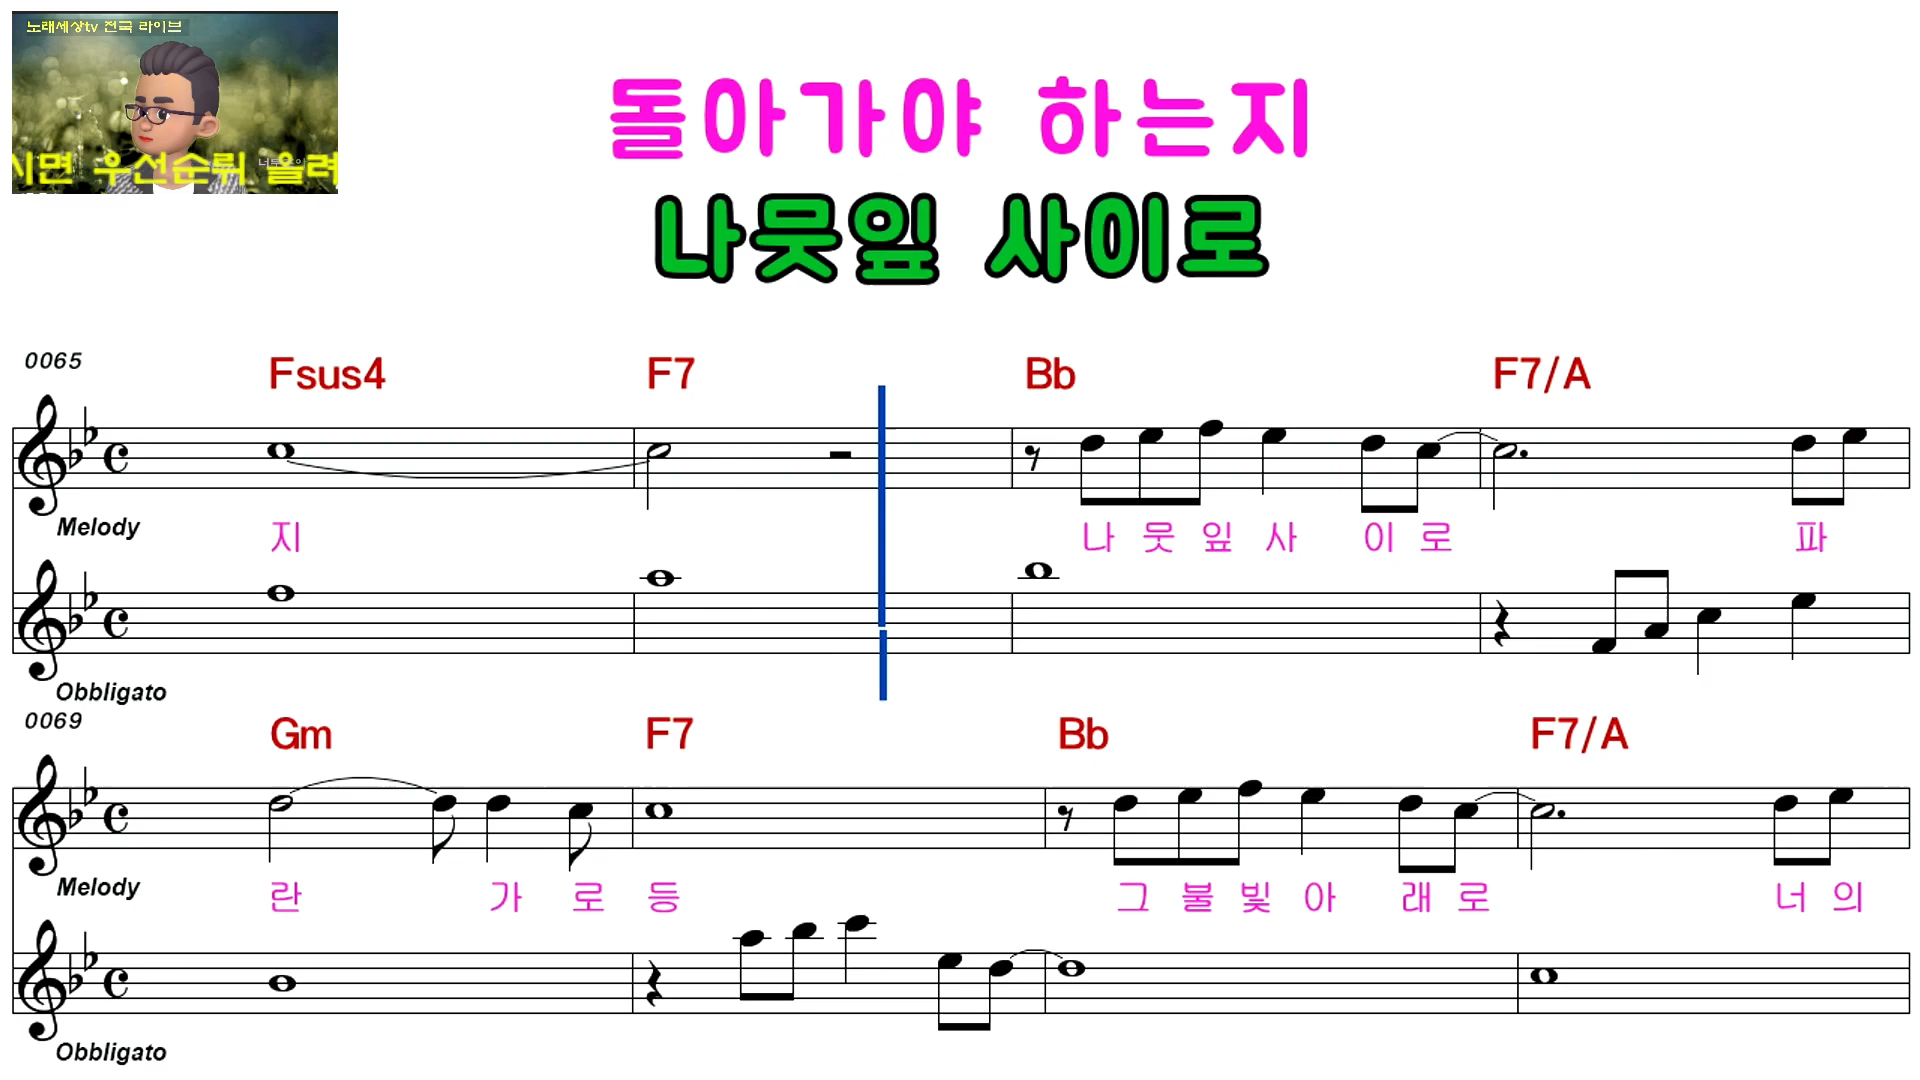 노래세상tv 전국 라이브
시면 우선순위 올려
돌아가야 하는지
나뭇잎 사이로
0065
Fsus4 F7 Bb F7/A
Melody
지 나 뭇 잎 사 이 로 파
Obbligato
0069
Gm F7 Bb F7/A
Melody
란 가 로 등 그 불 빛 아 래 로 너 의
Obbligato